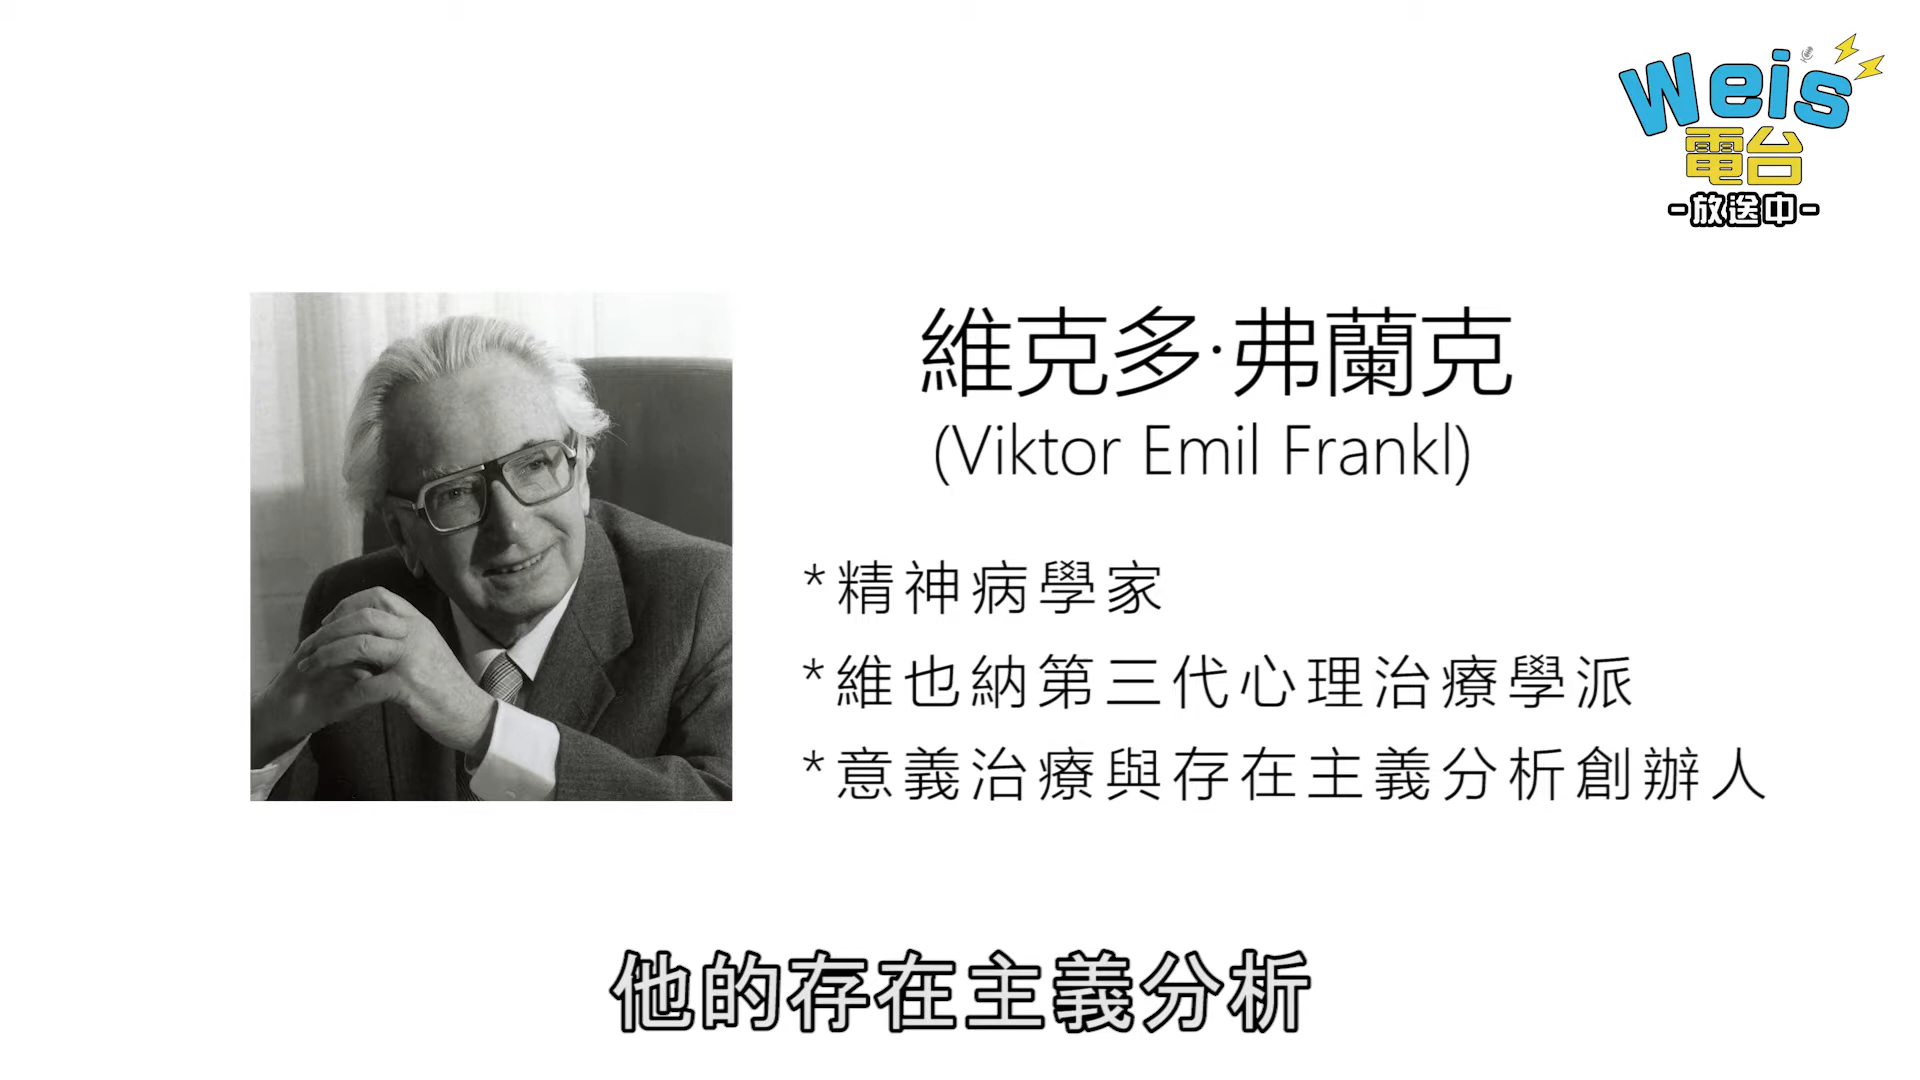 Weis
電台
-放送中-
維克多·弗蘭克
(Viktor Emil Frankl)
*精神病學家
*維也納第三代心理治療學派
*意義治療與存在主義分析創辦人
他的存在主義分析